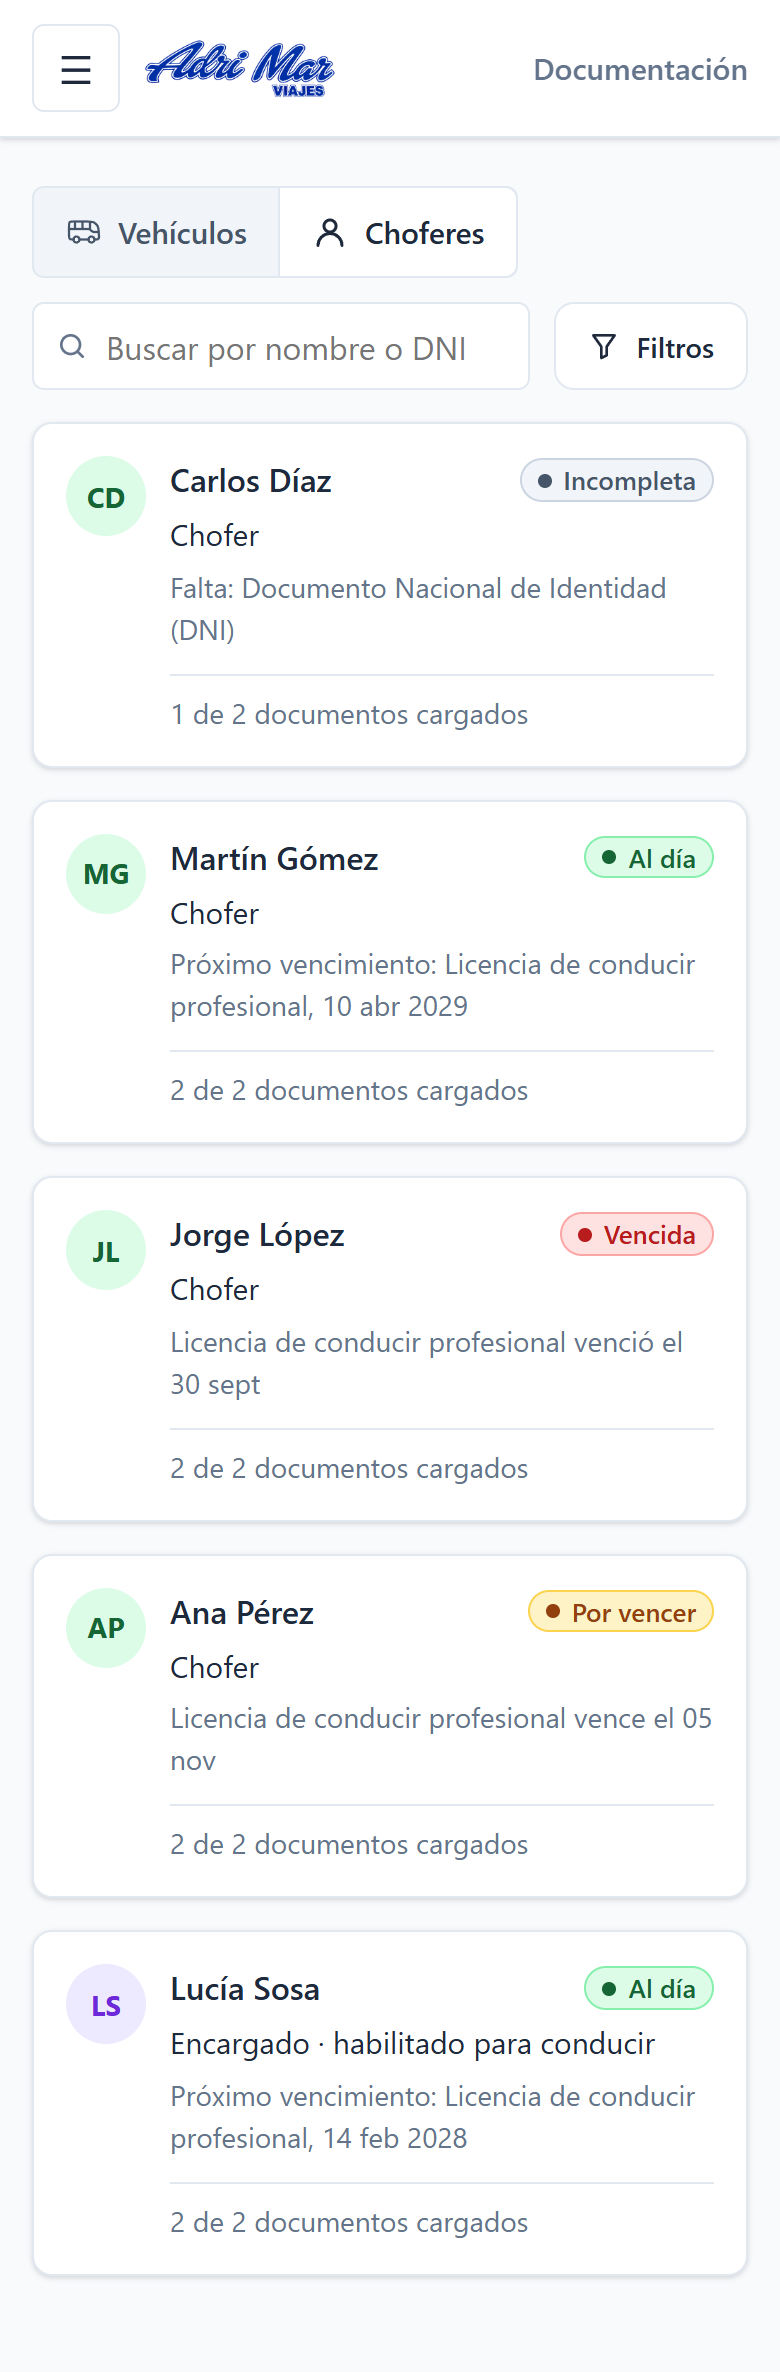 Adri Mar
VIAJES
Documentación
Vehículos
Choferes
Buscar por nombre o DNI
Filtros
CD
Carlos Díaz
Incompleta
Chofer
Falta: Documento Nacional de Identidad
(DNI)
1 de 2 documentos cargados
MG
Martín Gómez
Al día
Chofer
Próximo vencimiento: Licencia de conducir
profesional, 10 abr 2029
2 de 2 documentos cargados
JL
Jorge López
Vencida
Chofer
Licencia de conducir profesional venció el
30 sept
2 de 2 documentos cargados
AP
Ana Pérez
Por vencer
Chofer
Licencia de conducir profesional vence el 05
nov
2 de 2 documentos cargados
LS
Lucía Sosa
Al día
Encargado · habilitado para conducir
Próximo vencimiento: Licencia de conducir
profesional, 14 feb 2028
2 de 2 documentos cargados